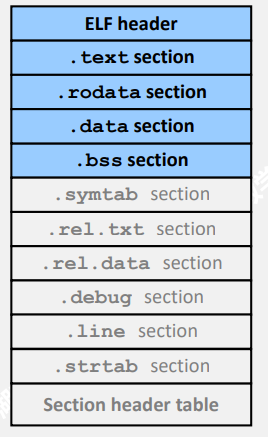 ELF header
.text section
.rodata section
.data section
.bss section
.symtab section
.rel.txt section
.rel.data section
.debug section
.line section
.strtab section
Section header table